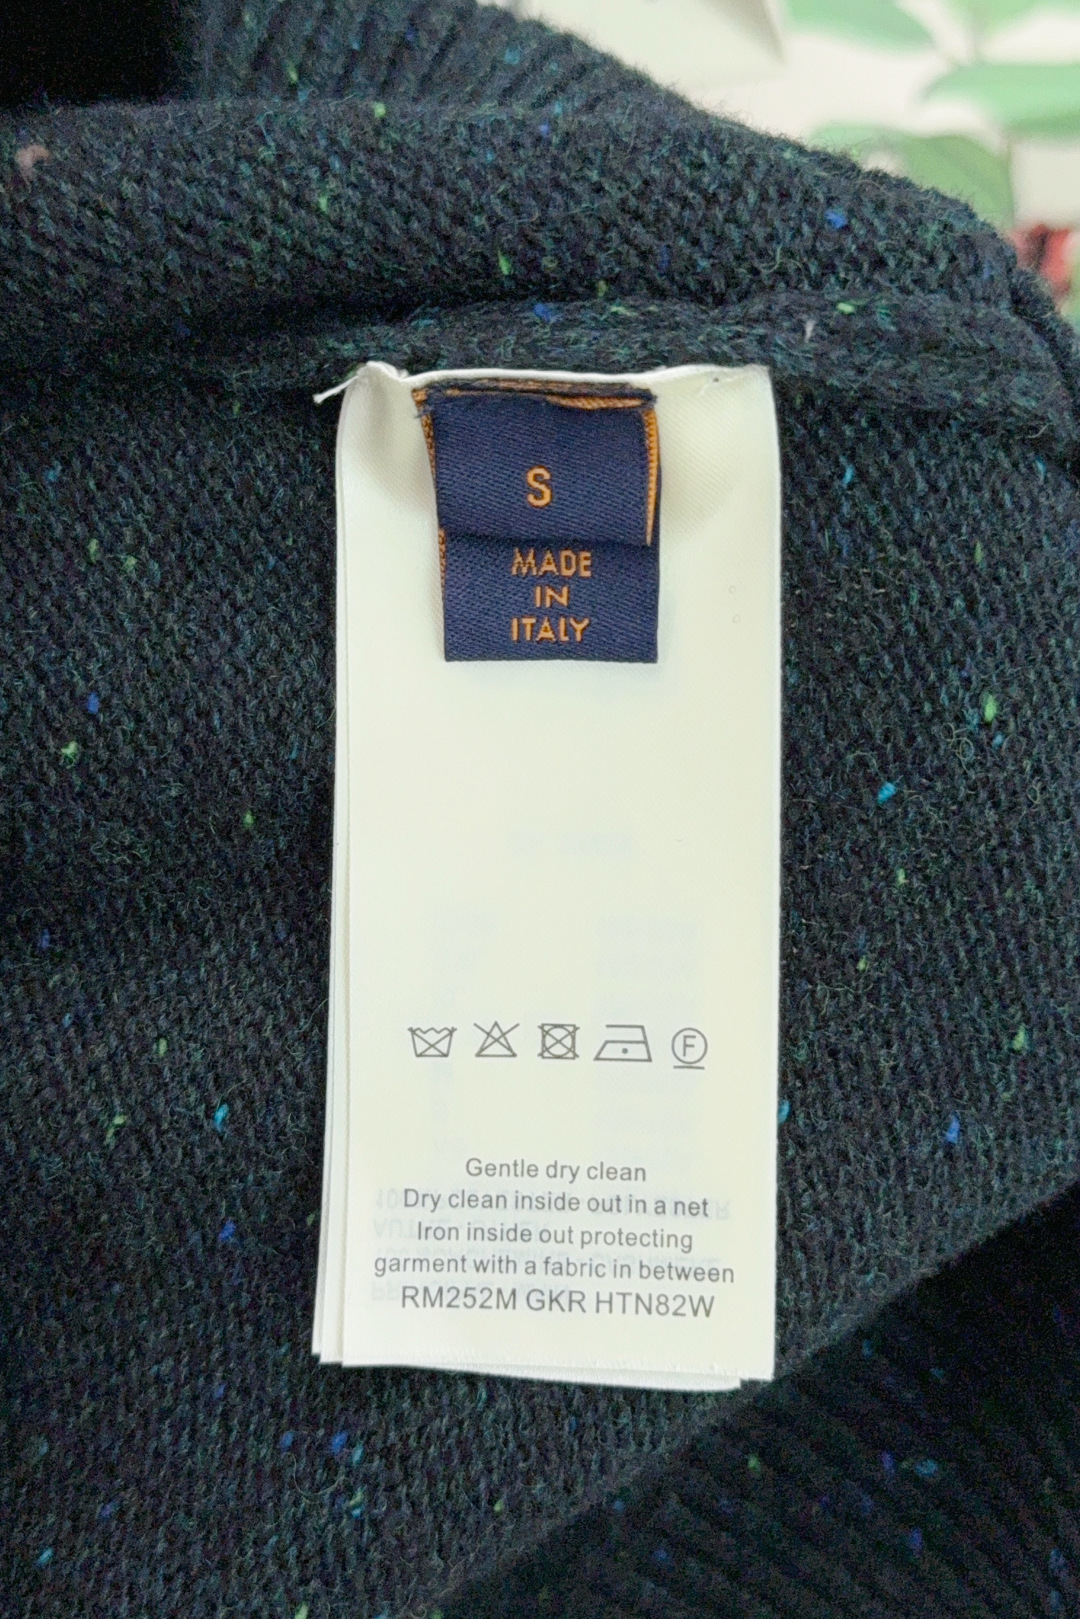 S
MADE
IN
ITALY
F
Gentle dry clean
Dry clean inside out in a net
Iron inside out protecting
garment with a fabric in between
RM252M GKR HTN82W